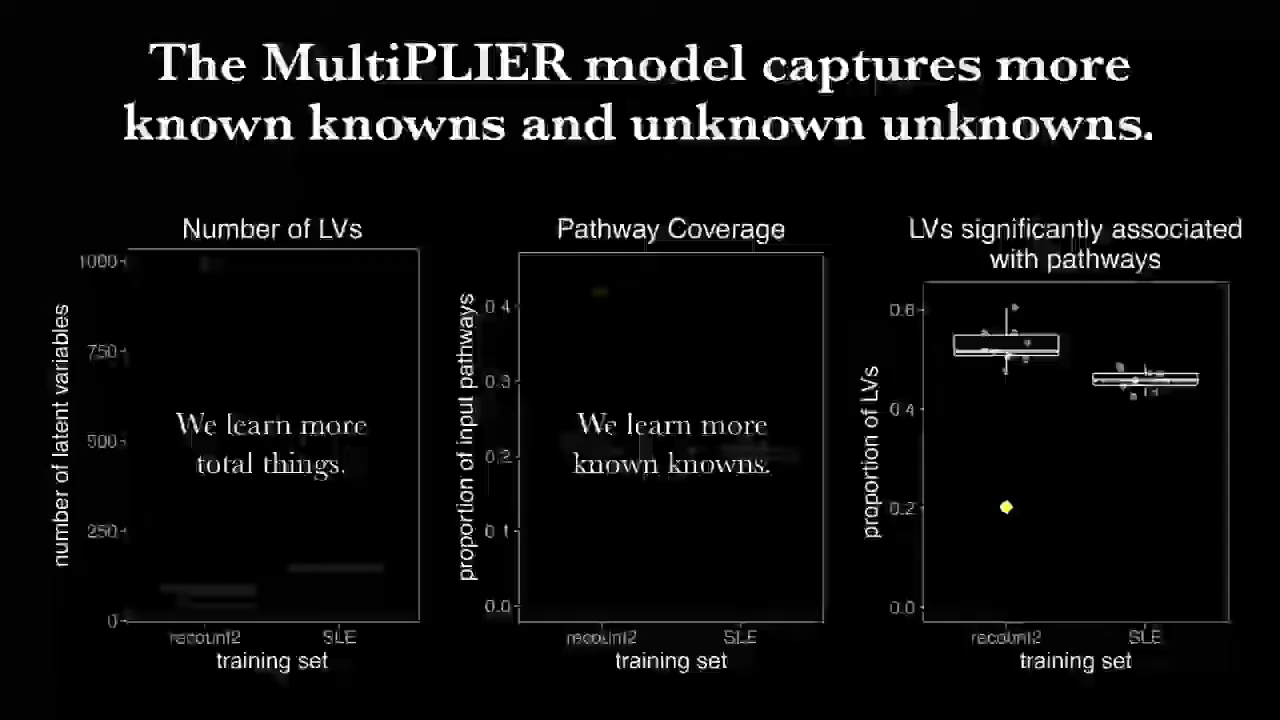 The MultiPLIER model captures more
known knowns and unknown unknowns.
Number of LVs
number of latent variables
1000
750
500
250
0
We learn more
total things.
recount2
SLE
training set
Pathway Coverage
proportion of input pathways
0.4
0.3
0.2
0.1
0.0
We learn more
known knowns.
recount2
SLE
training set
LVs significantly associated
with pathways
proportion of LVs
0.6
0.4
0.2
0.0
recount2
SLE
training set